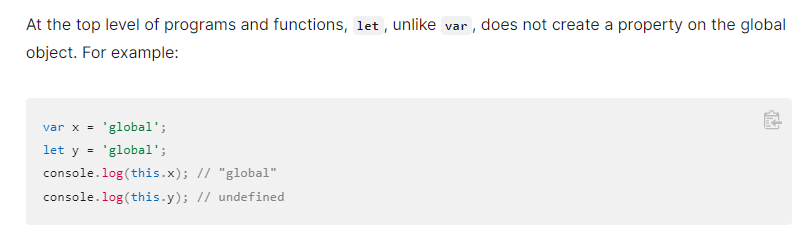 At the top level of programs and functions, let , unlike var , does not create a property on the global
object. For example:
var x = 'global';
let y = 'global';
console.log(this.x); // "global"
console.log(this.y); // undefined